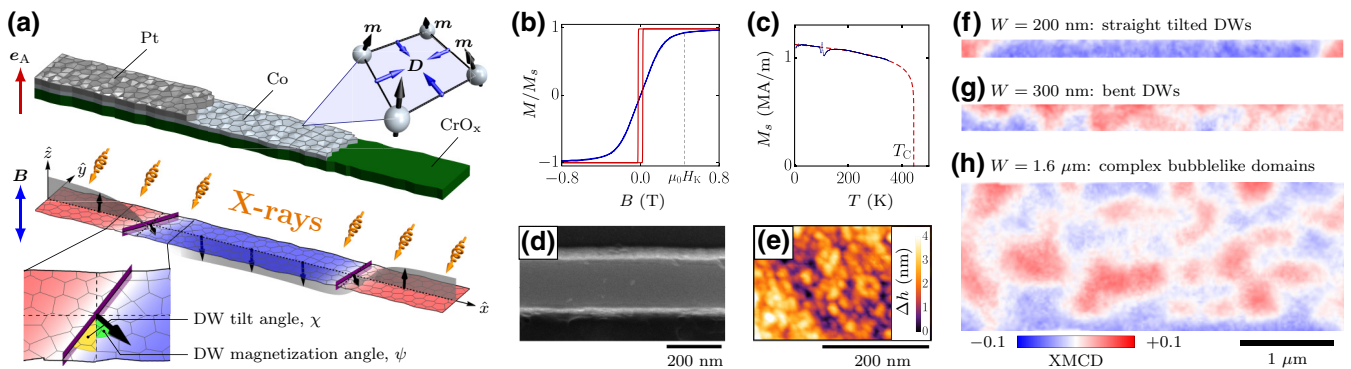 (a)
Pt
Co
CrOₓ
e_A
m
m
m
D
B
ẑ
ŷ
x̂
X-rays
DW tilt angle, χ
DW magnetization angle, ψ
(b)
M/Mₛ
1
0
−1
−0.8
0.0
μ₀H_K
0.8
B (T)
(c)
Mₛ (MA/m)
1
0
T_C
0
200
400
T (K)
(d)
200 nm
(e)
Δh (nm)
4
3
2
1
0
200 nm
(f)
W = 200 nm: straight tilted DWs
(g)
W = 300 nm: bent DWs
(h)
W = 1.6 μm: complex bubblelike domains
−0.1
+0.1
XMCD
1 μm